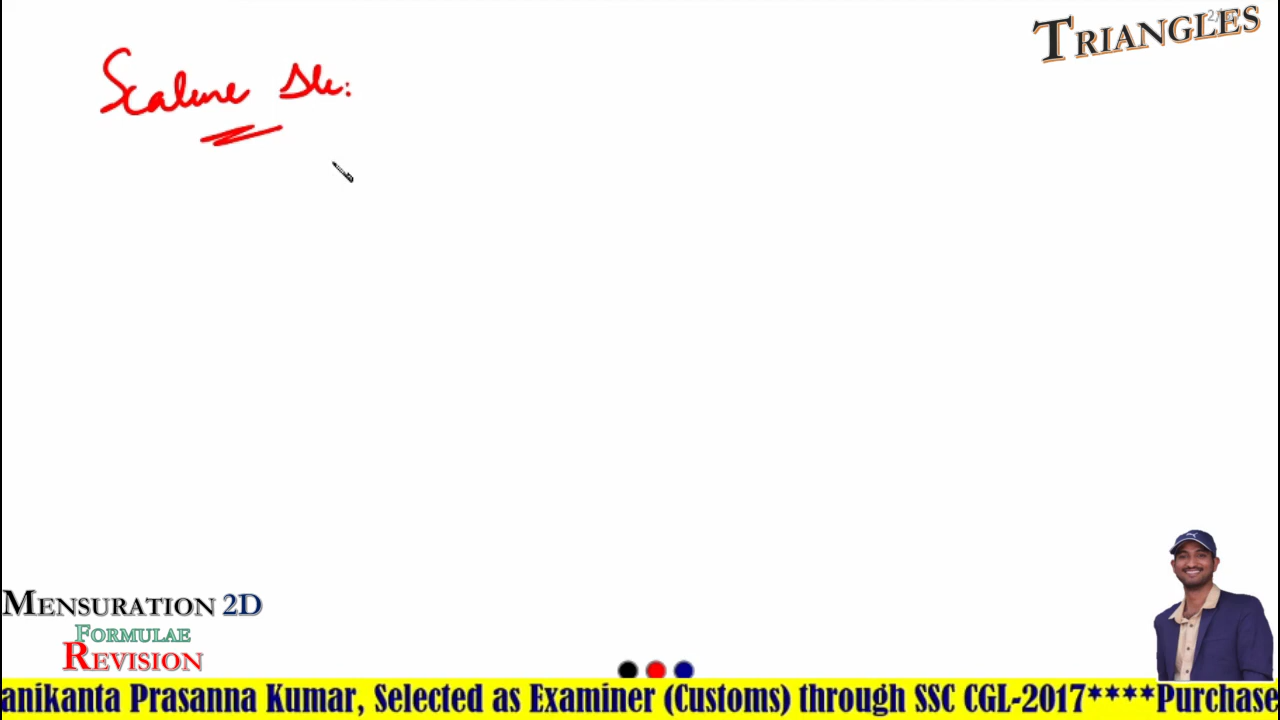 TRIANGLES
Scalene Δle:
MENSURATION 2D
FORMULAE
REVISION
anikanta Prasanna Kumar, Selected as Examiner (Customs) through SSC CGL-2017****Purchase